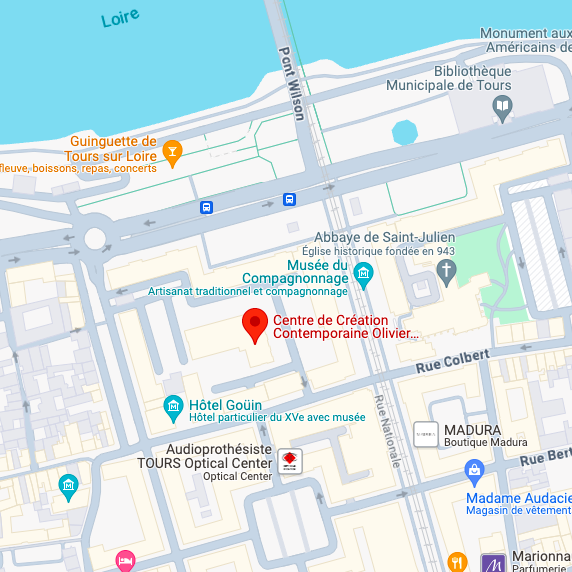 Loire
Pont Wilson
Monument aux
Américains de
Bibliothèque
Municipale de Tours
Guinguette de
Tours sur Loire
fleuve, boissons, repas, concerts
Abbaye de Saint-Julien
Église historique fondée en 943
Musée du
Compagnonnage
Artisanat traditionnel et compagnonnage
Centre de Création
Contemporaine Olivier...
Rue Colbert
Hôtel Goüin
Hôtel particulier du XVe avec musée
Rue Nationale
MADURA
Boutique Madura
Audioprothésiste
TOURS Optical Center
Optical Center
Rue Bert
Madame Audacie
Magasin de vêtement
Marionna
Parfumerie
M